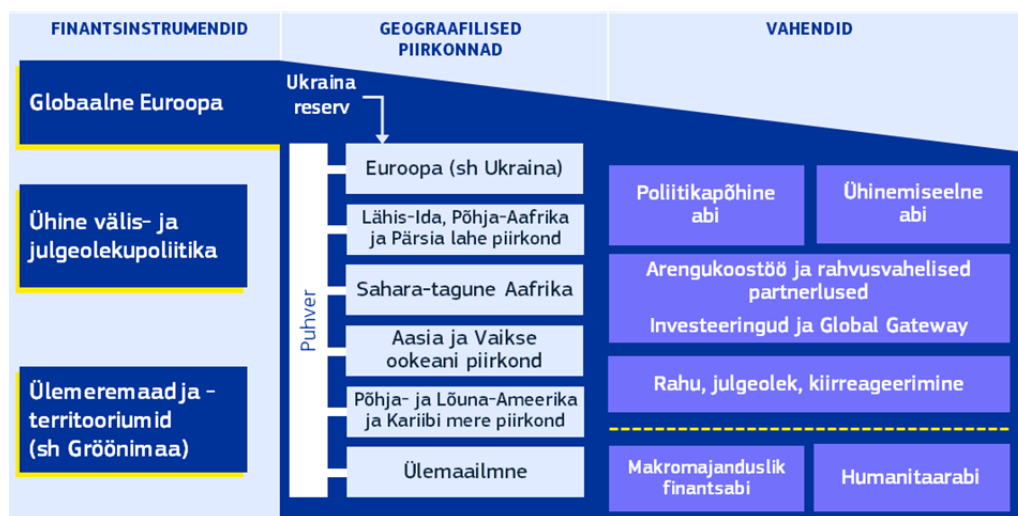 FINANTSINSTRUMENDID
GEOGRAAFILISED
PIIRKONNAD
VAHENDID
Globaalne Euroopa
Ühine välis- ja
julgeolekupoliitika
Ülemeremaad ja -
territooriumid
(sh Gröönimaa)
Ukraina
reserv
Puhver
Euroopa (sh Ukraina)
Lähis-Ida, Põhja-Aafrika
ja Pärsia lahe piirkond
Sahara-tagune Aafrika
Aasia ja Vaikse
ookeani piirkond
Põhja- ja Lõuna-Ameerika
ja Kariibi mere piirkond
Ülemaailmne
Poliitikapõhine
abi
Ühinemiseelne
abi
Arengukoostöö ja rahvusvahelised
partnerlused
Investeeringud ja Global Gateway
Rahu, julgeolek, kiirreageerimine
Makromajanduslik
finantsabi
Humanitaarabi